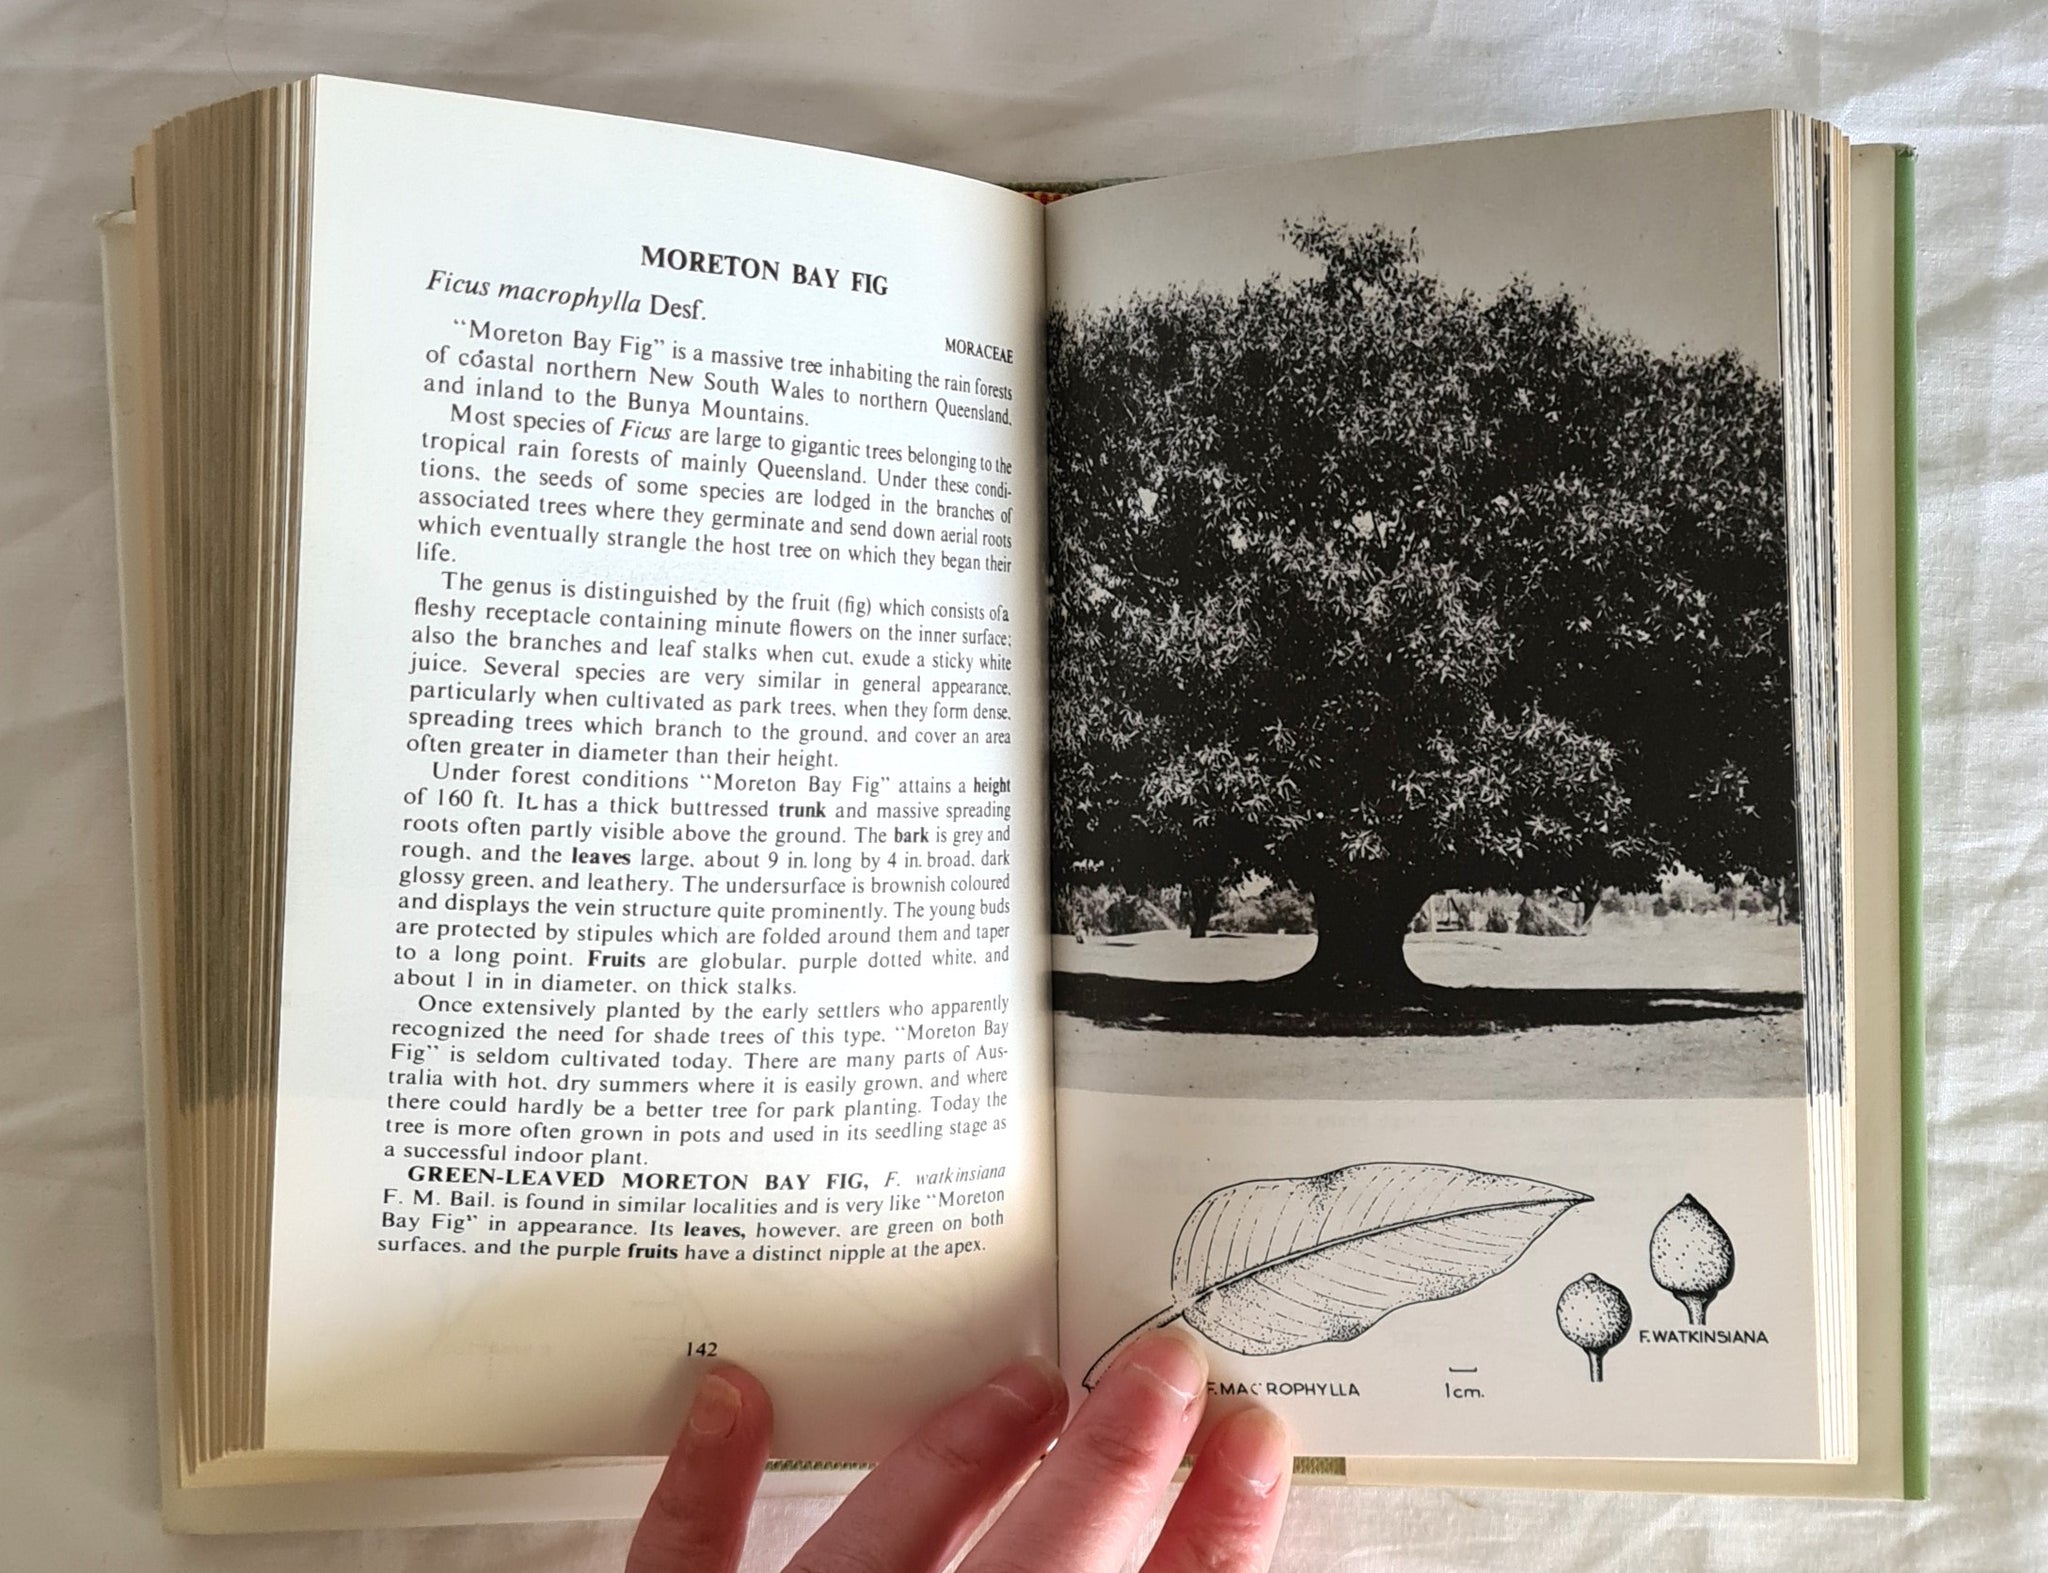 MORETON BAY FIG
Ficus macrophylla Desf.
MORACEAE
“Moreton Bay Fig” is a massive tree inhabiting the rain forests
of coastal northern New South Wales to northern Queensland,
and inland to the Bunya Mountains.
Most species of Ficus are large to gigantic trees belonging to the
tropical rain forests of mainly Queensland. Under these condi-
tions, the seeds of some species are lodged in the branches of
associated trees where they germinate and send down aerial roots
which eventually strangle the host tree on which they began their
life.
The genus is distinguished by the fruit (fig) which consists of a
fleshy receptacle containing minute flowers on the inner surface;
also the branches and leaf stalks when cut, exude a sticky white
juice. Several species are very similar in general appearance,
particularly when cultivated as park trees, when they form dense,
spreading trees which branch to the ground, and cover an area
often greater in diameter than their height.
Under forest conditions “Moreton Bay Fig” attains a height
of 160 ft. It has a thick buttressed trunk and massive spreading
roots often partly visible above the ground. The bark is grey and
rough, and the leaves large, about 9 in. long by 4 in. broad, dark
glossy green, and leathery. The undersurface is brownish coloured
and displays the vein structure quite prominently. The young buds
are protected by stipules which are folded around them and taper
to a long point. Fruits are globular, purple dotted white, and
about 1 in in diameter, on thick stalks.
Once extensively planted by the early settlers who apparently
recognized the need for shade trees of this type, “Moreton Bay
Fig” is seldom cultivated today. There are many parts of Aus-
tralia with hot, dry summers where it is easily grown, and where
there could hardly be a better tree for park planting. Today the
tree is more often grown in pots and used in its seedling stage as
a successful indoor plant.
GREEN-LEAVED MORETON BAY FIG, F. watkinsiana
F. M. Bail. is found in similar localities and is very like “Moreton
Bay Fig” in appearance. Its leaves, however, are green on both
surfaces, and the purple fruits have a distinct nipple at the apex.
142
F. WATKINSIANA
F. MACROPHYLLA
1cm.